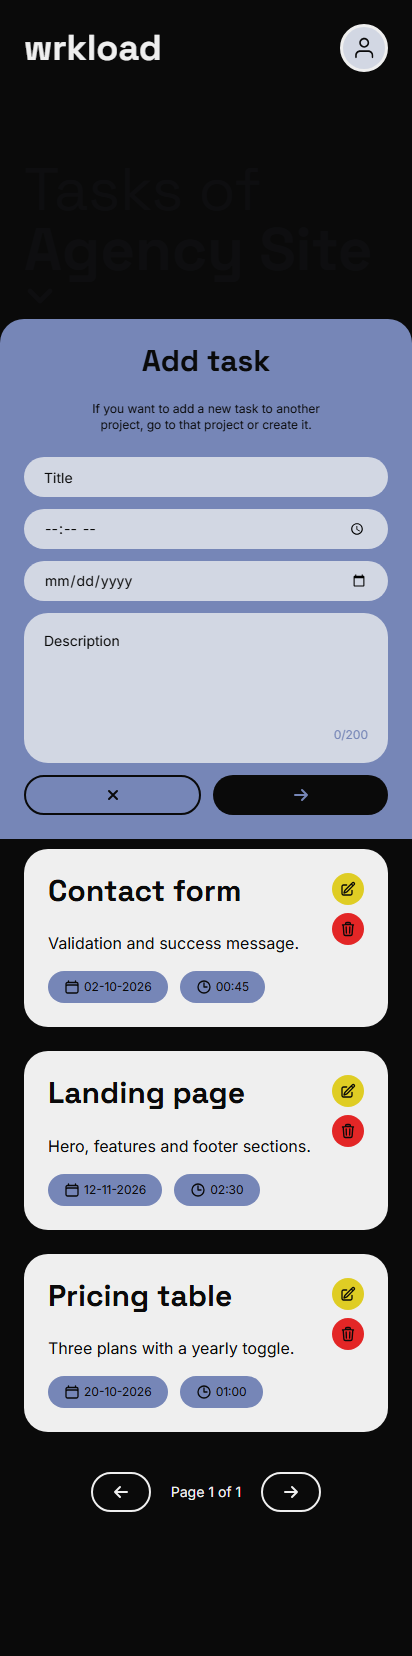 wrkload
Tasks of
Agency Site
Add task
If you want to add a new task to another
project, go to that project or create it.
Title
--:-- --
mm/dd/yyyy
Description
0/200
Contact form
Validation and success message.
02-10-2026 00:45
Landing page
Hero, features and footer sections.
12-11-2026 02:30
Pricing table
Three plans with a yearly toggle.
20-10-2026 01:00
Page 1 of 1